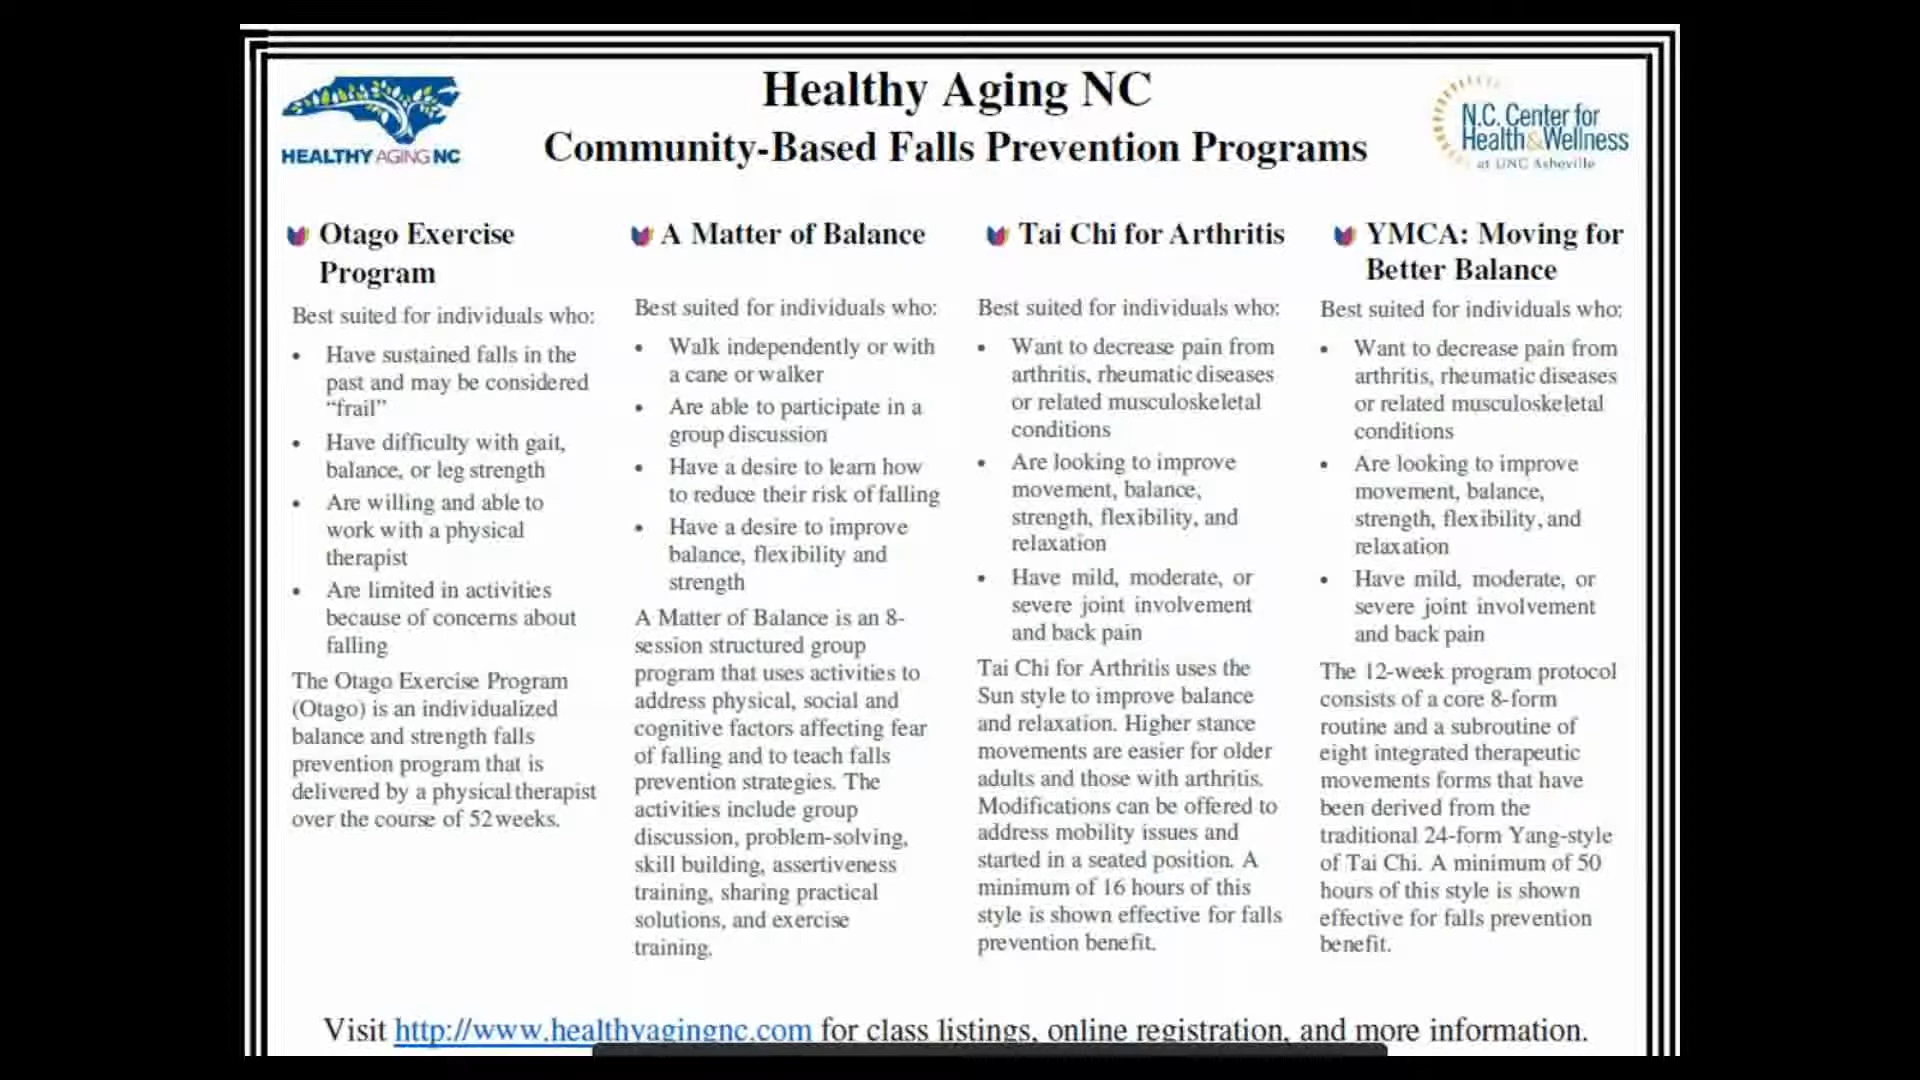 HEALTHY AGING NC
Healthy Aging NC
Community-Based Falls Prevention Programs
N.C. Center for
Health&Wellness
at UNC Asheville
Otago Exercise
Program
Best suited for individuals who:
• Have sustained falls in the
past and may be considered
“frail”
• Have difficulty with gait,
balance, or leg strength
• Are willing and able to
work with a physical
therapist
• Are limited in activities
because of concerns about
falling
The Otago Exercise Program
(Otago) is an individualized
balance and strength falls
prevention program that is
delivered by a physical therapist
over the course of 52 weeks.
A Matter of Balance
Best suited for individuals who:
• Walk independently or with
a cane or walker
• Are able to participate in a
group discussion
• Have a desire to learn how
to reduce their risk of falling
• Have a desire to improve
balance, flexibility and
strength
A Matter of Balance is an 8-
session structured group
program that uses activities to
address physical, social and
cognitive factors affecting fear
of falling and to teach falls
prevention strategies. The
activities include group
discussion, problem-solving,
skill building, assertiveness
training, sharing practical
solutions, and exercise
training.
Tai Chi for Arthritis
Best suited for individuals who:
• Want to decrease pain from
arthritis, rheumatic diseases
or related musculoskeletal
conditions
• Are looking to improve
movement, balance,
strength, flexibility, and
relaxation
• Have mild, moderate, or
severe joint involvement
and back pain
Tai Chi for Arthritis uses the
Sun style to improve balance
and relaxation. Higher stance
movements are easier for older
adults and those with arthritis.
Modifications can be offered to
address mobility issues and
started in a seated position. A
minimum of 16 hours of this
style is shown effective for falls
prevention benefit.
YMCA: Moving for
Better Balance
Best suited for individuals who:
• Want to decrease pain from
arthritis, rheumatic diseases
or related musculoskeletal
conditions
• Are looking to improve
movement, balance,
strength, flexibility, and
relaxation
• Have mild, moderate, or
severe joint involvement
and back pain
The 12-week program protocol
consists of a core 8-form
routine and a subroutine of
eight integrated therapeutic
movements forms that have
been derived from the
traditional 24-form Yang-style
of Tai Chi. A minimum of 50
hours of this style is shown
effective for falls prevention
benefit.
Visit http://www.healthyagingnc.com for class listings, online registration, and more information.